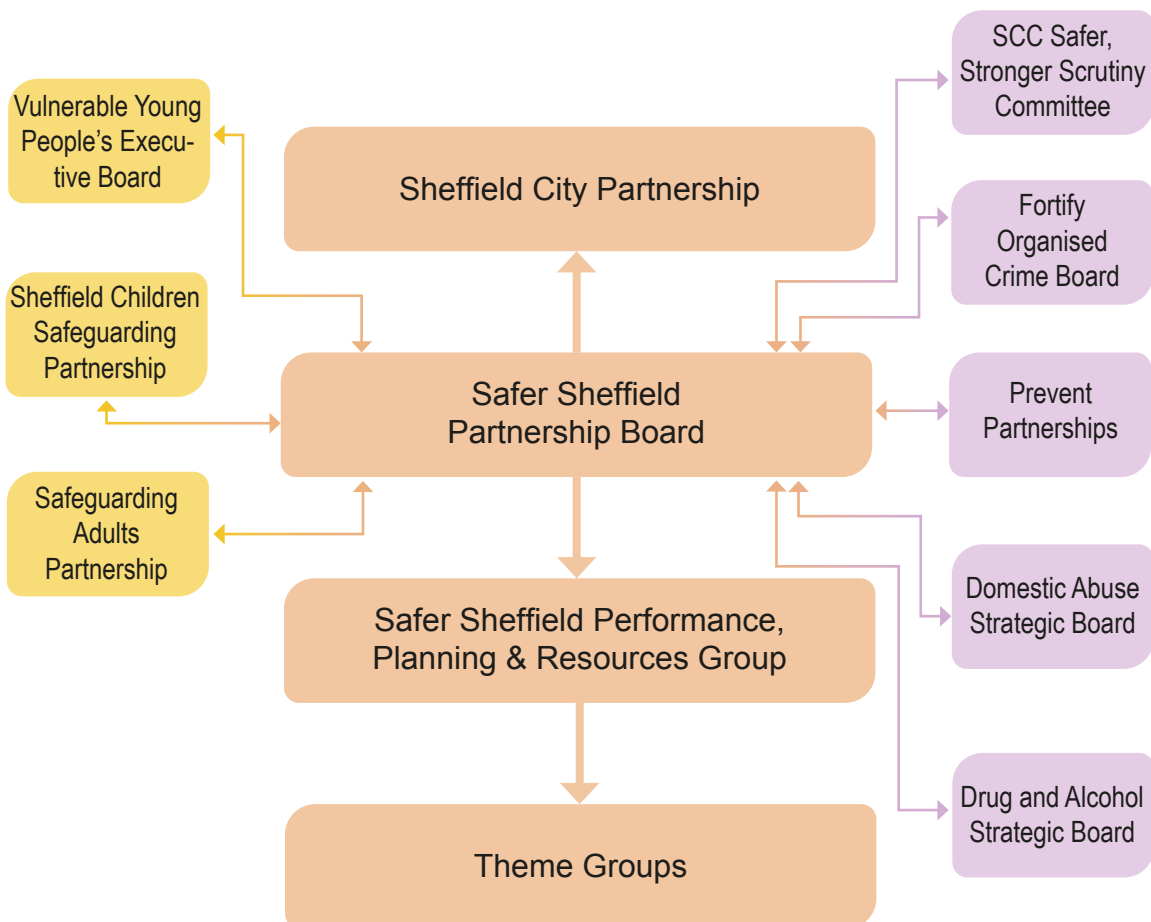 Vulnerable Young
People’s Execu-
tive Board
Sheffield Children
Safeguarding
Partnership
Safeguarding
Adults
Partnership
Sheffield City Partnership
Safer Sheffield
Partnership Board
Safer Sheffield Performance,
Planning & Resources Group
Theme Groups
SCC Safer,
Stronger Scrutiny
Committee
Fortify
Organised
Crime Board
Prevent
Partnerships
Domestic Abuse
Strategic Board
Drug and Alcohol
Strategic Board